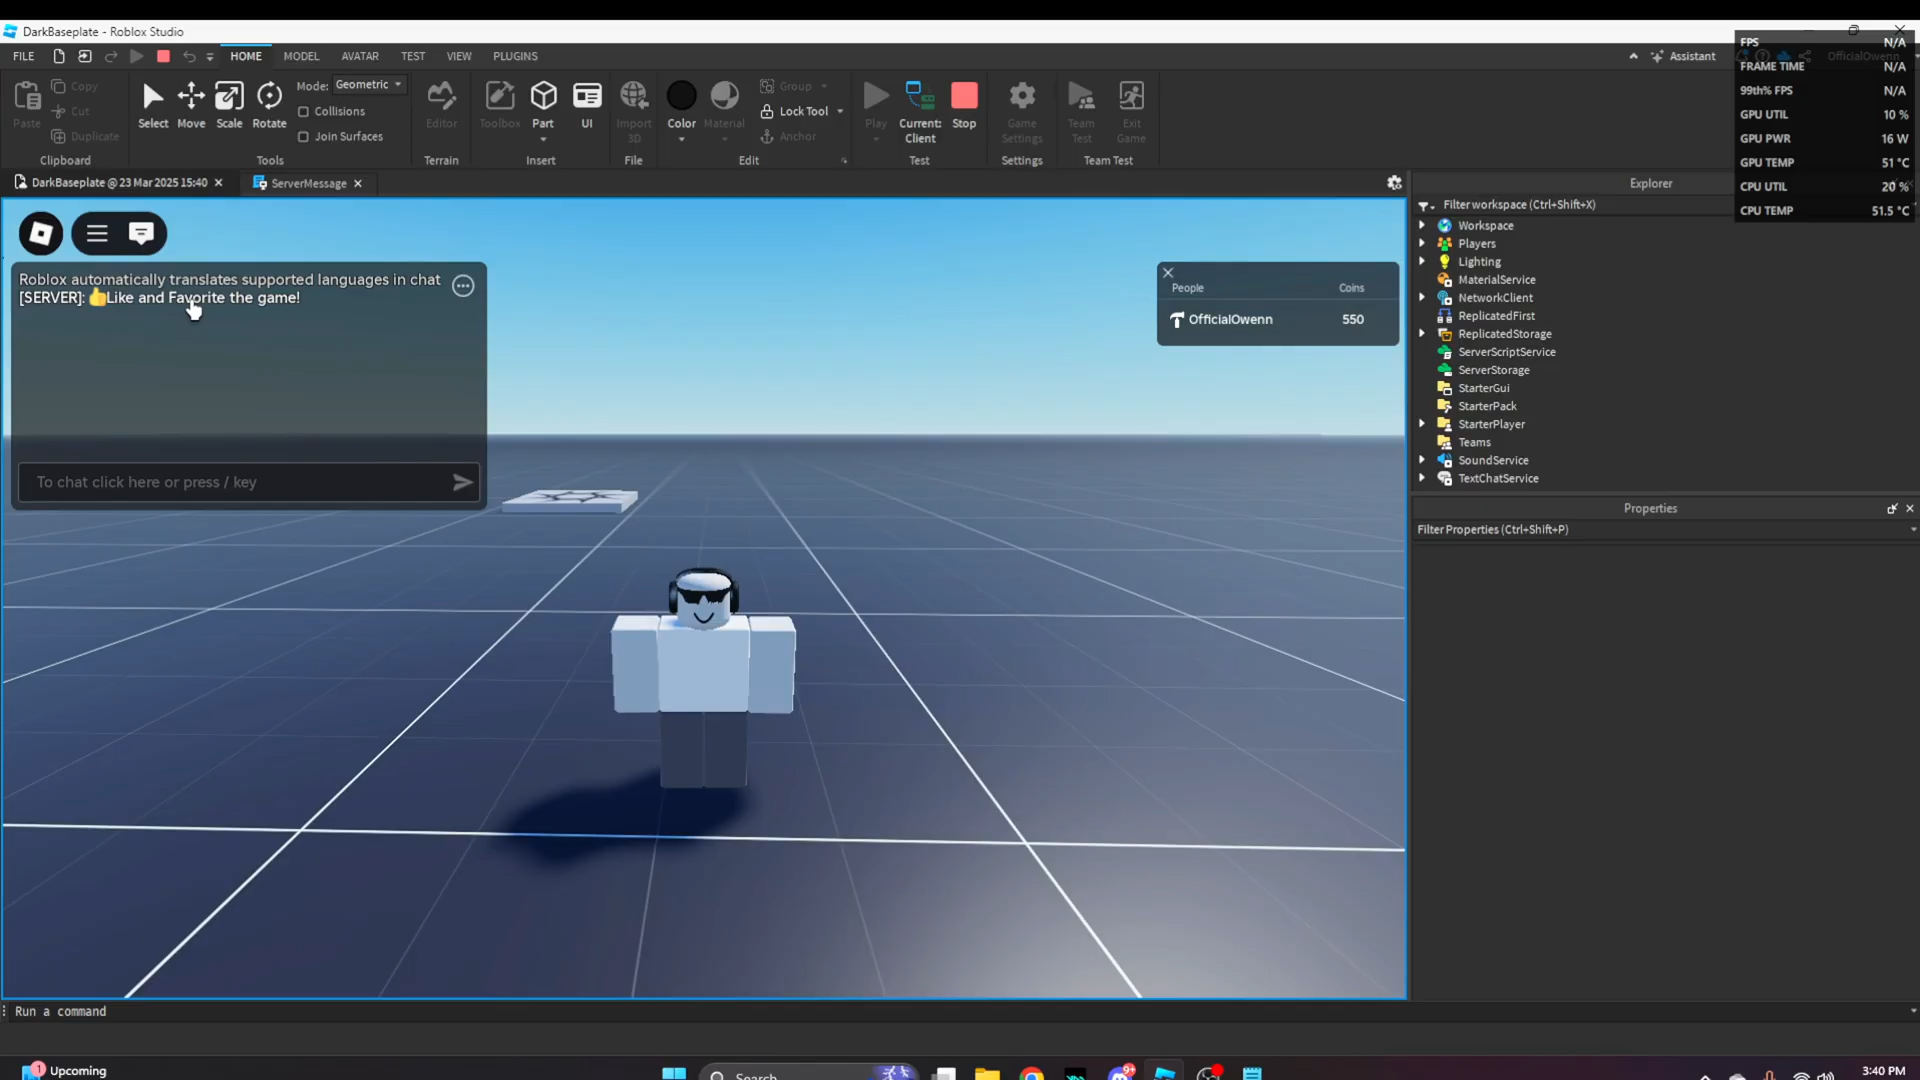 DarkBaseplate - Roblox Studio
FILE
HOME
MODEL
AVATAR
TEST
VIEW
PLUGINS
Assistant
OfficialOwenn
Paste
Copy
Cut
Duplicate
Clipboard
Select
Move
Scale
Rotate
Mode: Geometric
Collisions
Join Surfaces
Tools
Editor
Terrain
Toolbox
Part
UI
Insert
Import
3D
File
Color
Material
Group
Lock Tool
Anchor
Edit
Play
Current:
Client
Stop
Test
Game
Settings
Settings
Team
Test
Exit
Game
Team Test
FPS N/A
FRAME TIME N/A
99th% FPS N/A
GPU UTIL 10 %
GPU PWR 16 W
GPU TEMP 51 °C
CPU UTIL 20 %
CPU TEMP 51.5 °C
DarkBaseplate @ 23 Mar 2025 15:40
ServerMessage
Roblox automatically translates supported languages in chat
[SERVER]: 👍Like and Favorite the game!
To chat click here or press / key
People Coins
OfficialOwenn 550
Explorer
Filter workspace (Ctrl+Shift+X)
Workspace
Players
Lighting
MaterialService
NetworkClient
ReplicatedFirst
ReplicatedStorage
ServerScriptService
ServerStorage
StarterGui
StarterPack
StarterPlayer
Teams
SoundService
TextChatService
Properties
Filter Properties (Ctrl+Shift+P)
Run a command
1
Upcoming
Search
9+
3:40 PM